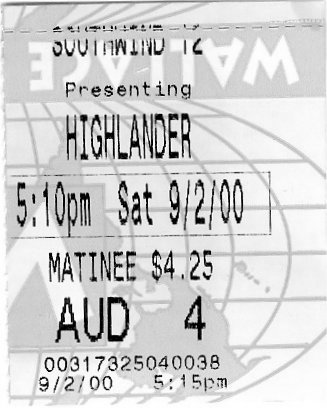 SOUTHWIND 12
WALLACE
Presenting
HIGHLANDER
5:10pm Sat 9/2/00
MATINEE $4.25
AUD 4
00317325040038
9/2/00 5:15pm